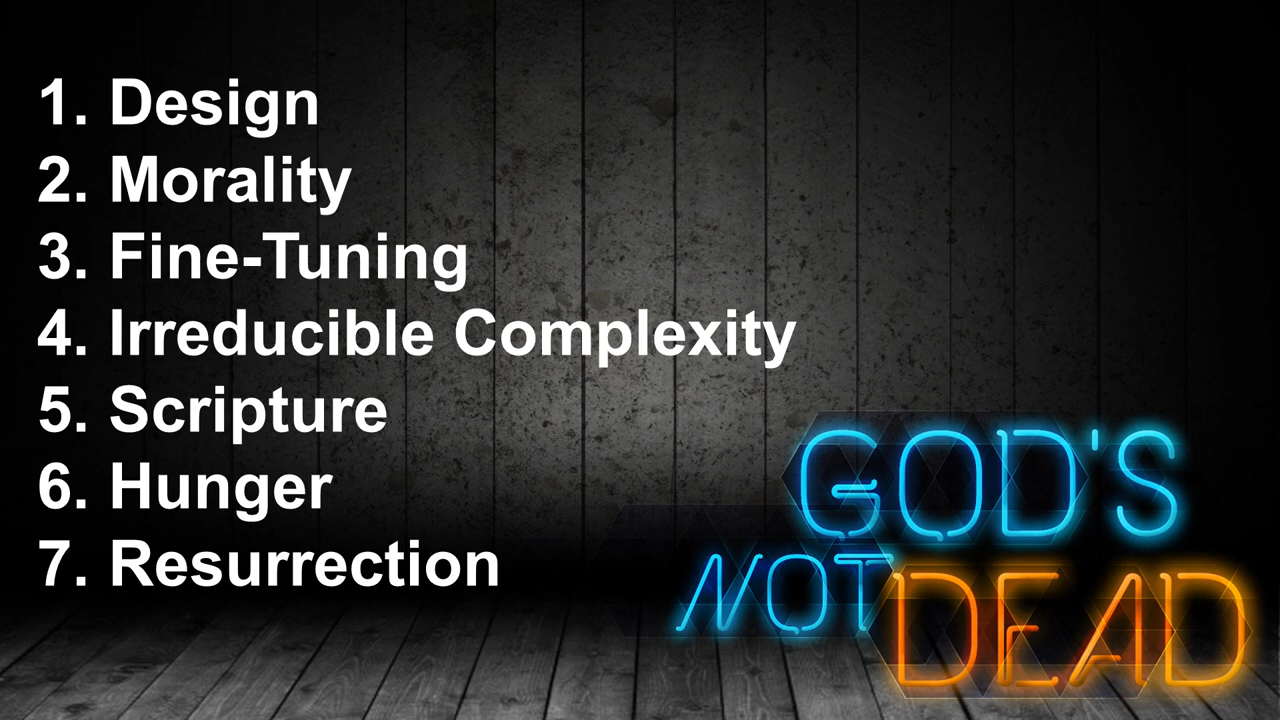 1. Design
2. Morality
3. Fine-Tuning
4. Irreducible Complexity
5. Scripture
6. Hunger
7. Resurrection
GOD'S
NOT DEAD